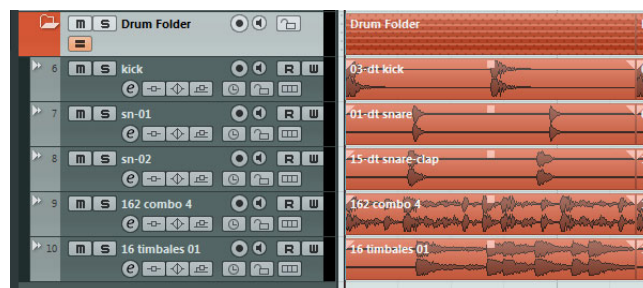 M S Drum Folder
Drum Folder
6 M S kick R W
e
03-dt kick
7 M S sn-01 R W
e
01-dt snare
8 M S sn-02 R W
e
15-dt snare-clap
9 M S 162 combo 4 R W
e
162 combo 4
10 M S 16 timbales 01 R W
e
16 timbales 01